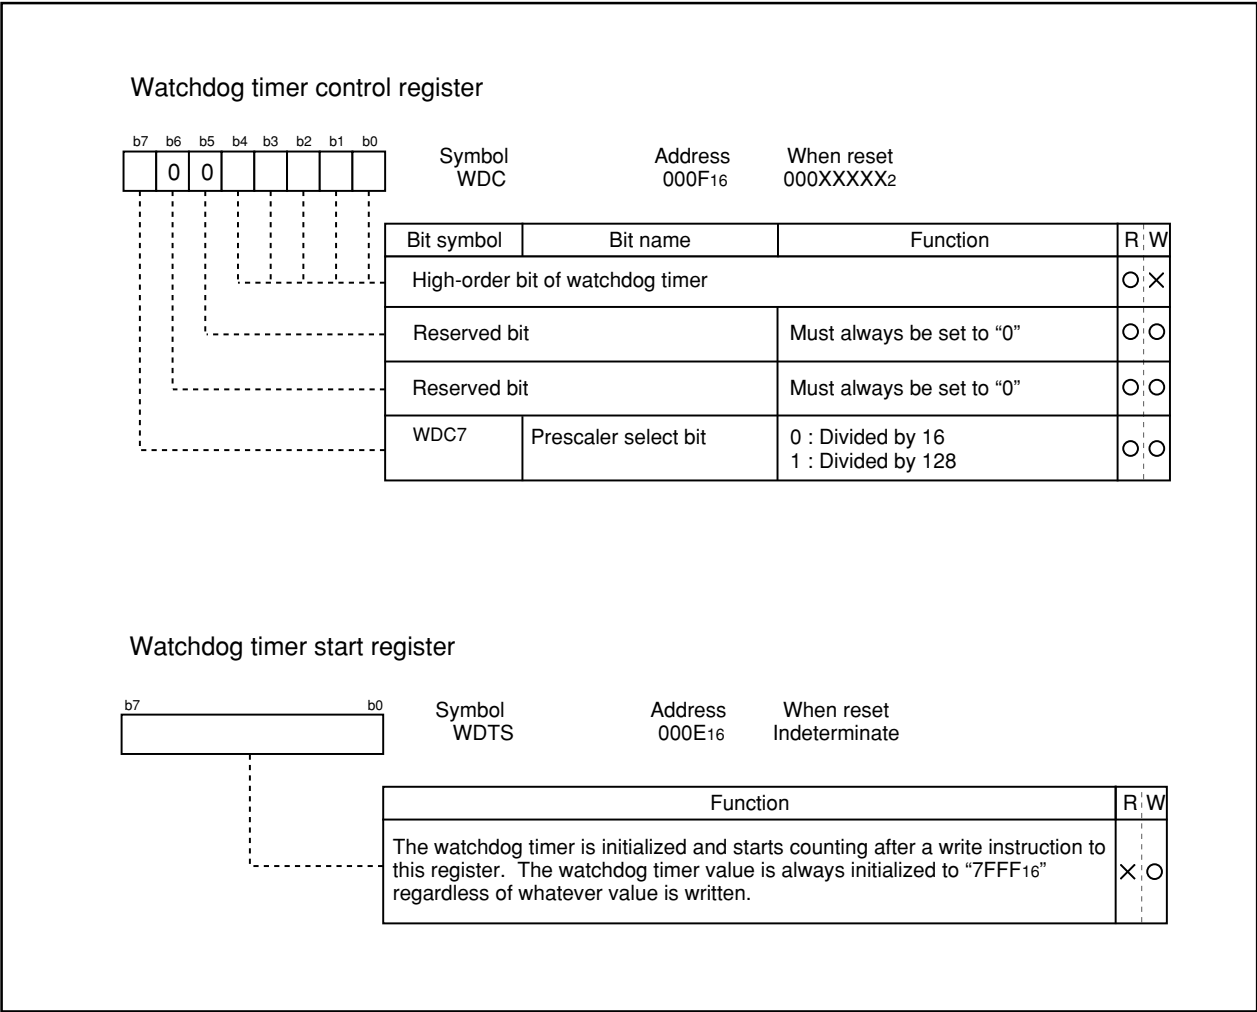 Watchdog timer control register
b7 b6 b5 b4 b3 b2 b1 b0
0 0
Symbol Address When reset
WDC 000F16 000XXXXX2
Bit symbol Bit name Function R W
High-order bit of watchdog timer
Reserved bit Must always be set to “0”
Reserved bit Must always be set to “0”
WDC7 Prescaler select bit 0 : Divided by 16
1 : Divided by 128
Watchdog timer start register
b7 b0
Symbol Address When reset
WDTS 000E16 Indeterminate
Function R W
The watchdog timer is initialized and starts counting after a write instruction to
this register. The watchdog timer value is always initialized to “7FFF16”
regardless of whatever value is written.